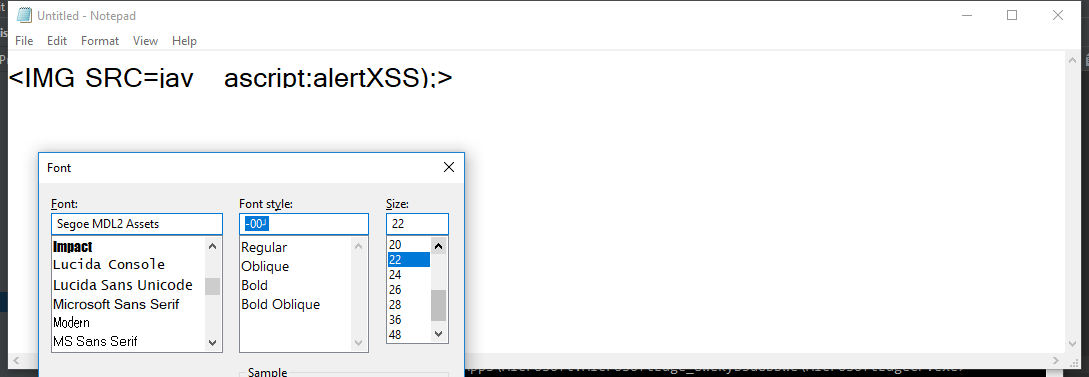 Untitled - Notepad
File Edit Format View Help
<IMG SRC=jav ascript:alertXSS);>
Font
Font: Font style: Size:
Segoe MDL2 Assets 22
Impact Regular 20
Lucida Console Oblique 22
Lucida Sans Unicode Bold 24
Microsoft Sans Serif Bold Oblique 26
Modern 28
MS Sans Serif 36
48
Sample